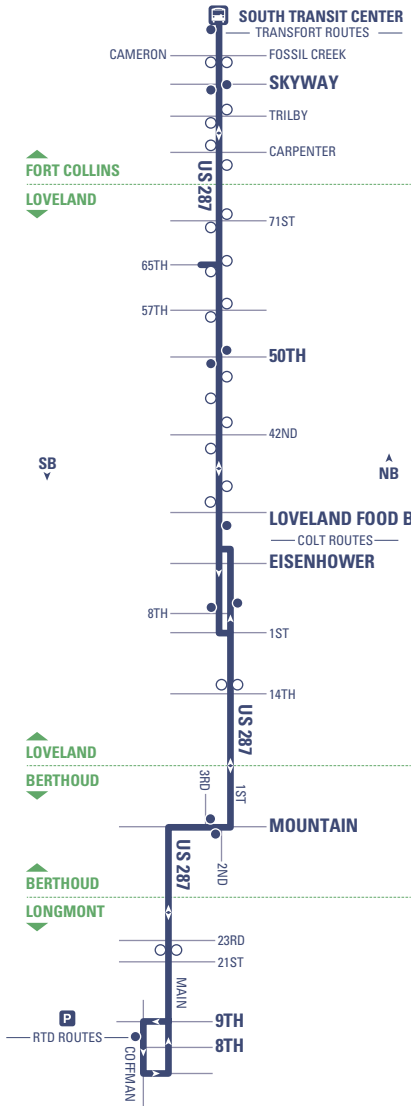 SOUTH TRANSIT CENTER
TRANSFORT ROUTES
CAMERON
FOSSIL CREEK
SKYWAY
TRILBY
CARPENTER
FORT COLLINS
US 287
LOVELAND
71ST
65TH
57TH
50TH
42ND
SB
NB
LOVELAND FOOD B
COLT ROUTES
EISENHOWER
8TH
1ST
14TH
US 287
LOVELAND
BERTHOUD
3RD
1ST
MOUNTAIN
US 287
2ND
BERTHOUD
LONGMONT
23RD
21ST
MAIN
P
9TH
RTD ROUTES
8TH
COFFMAN